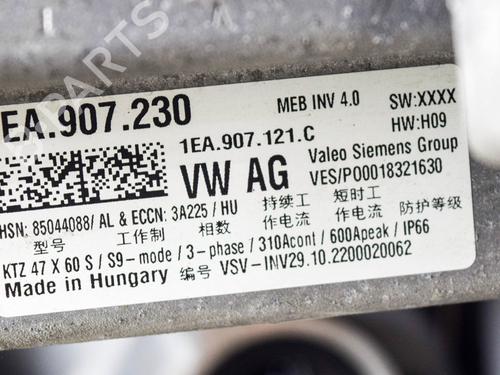 EA.907.230
MEB INV 4.0
SW:XXXX
HW:H09
1EA.907.121.C
VW AG
Valeo Siemens Group
VES/P00018321630
HSN: 85044088/ AL & ECCN: 3A225 / HU
型号 工作制 相数 持续工作电流 短时工作电流 防护等级
KTZ 47 X 60 S / S9-mode / 3-phase / 310Acont / 600Apeak / IP66
Made in Hungary 编号 VSV-INV29.10.2200020062